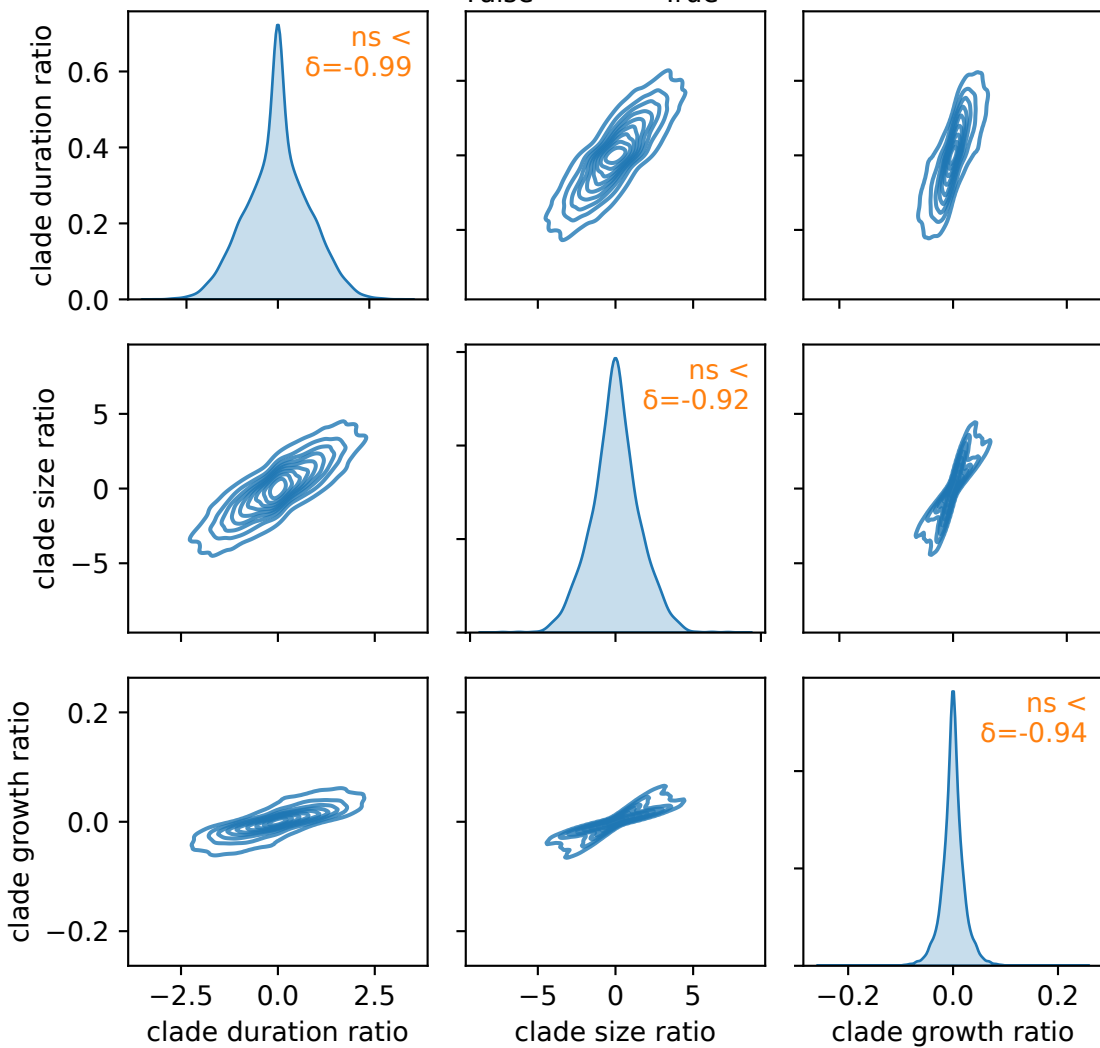 clade duration ratio
0.6
0.4
0.2
0.0
ns <
δ=-0.99
clade size ratio
5
0
−5
ns <
δ=-0.92
clade growth ratio
0.2
0.0
−0.2
ns <
δ=-0.94
−2.5 0.0 2.5
−5 0 5
−0.2 0.0 0.2
clade duration ratio
clade size ratio
clade growth ratio